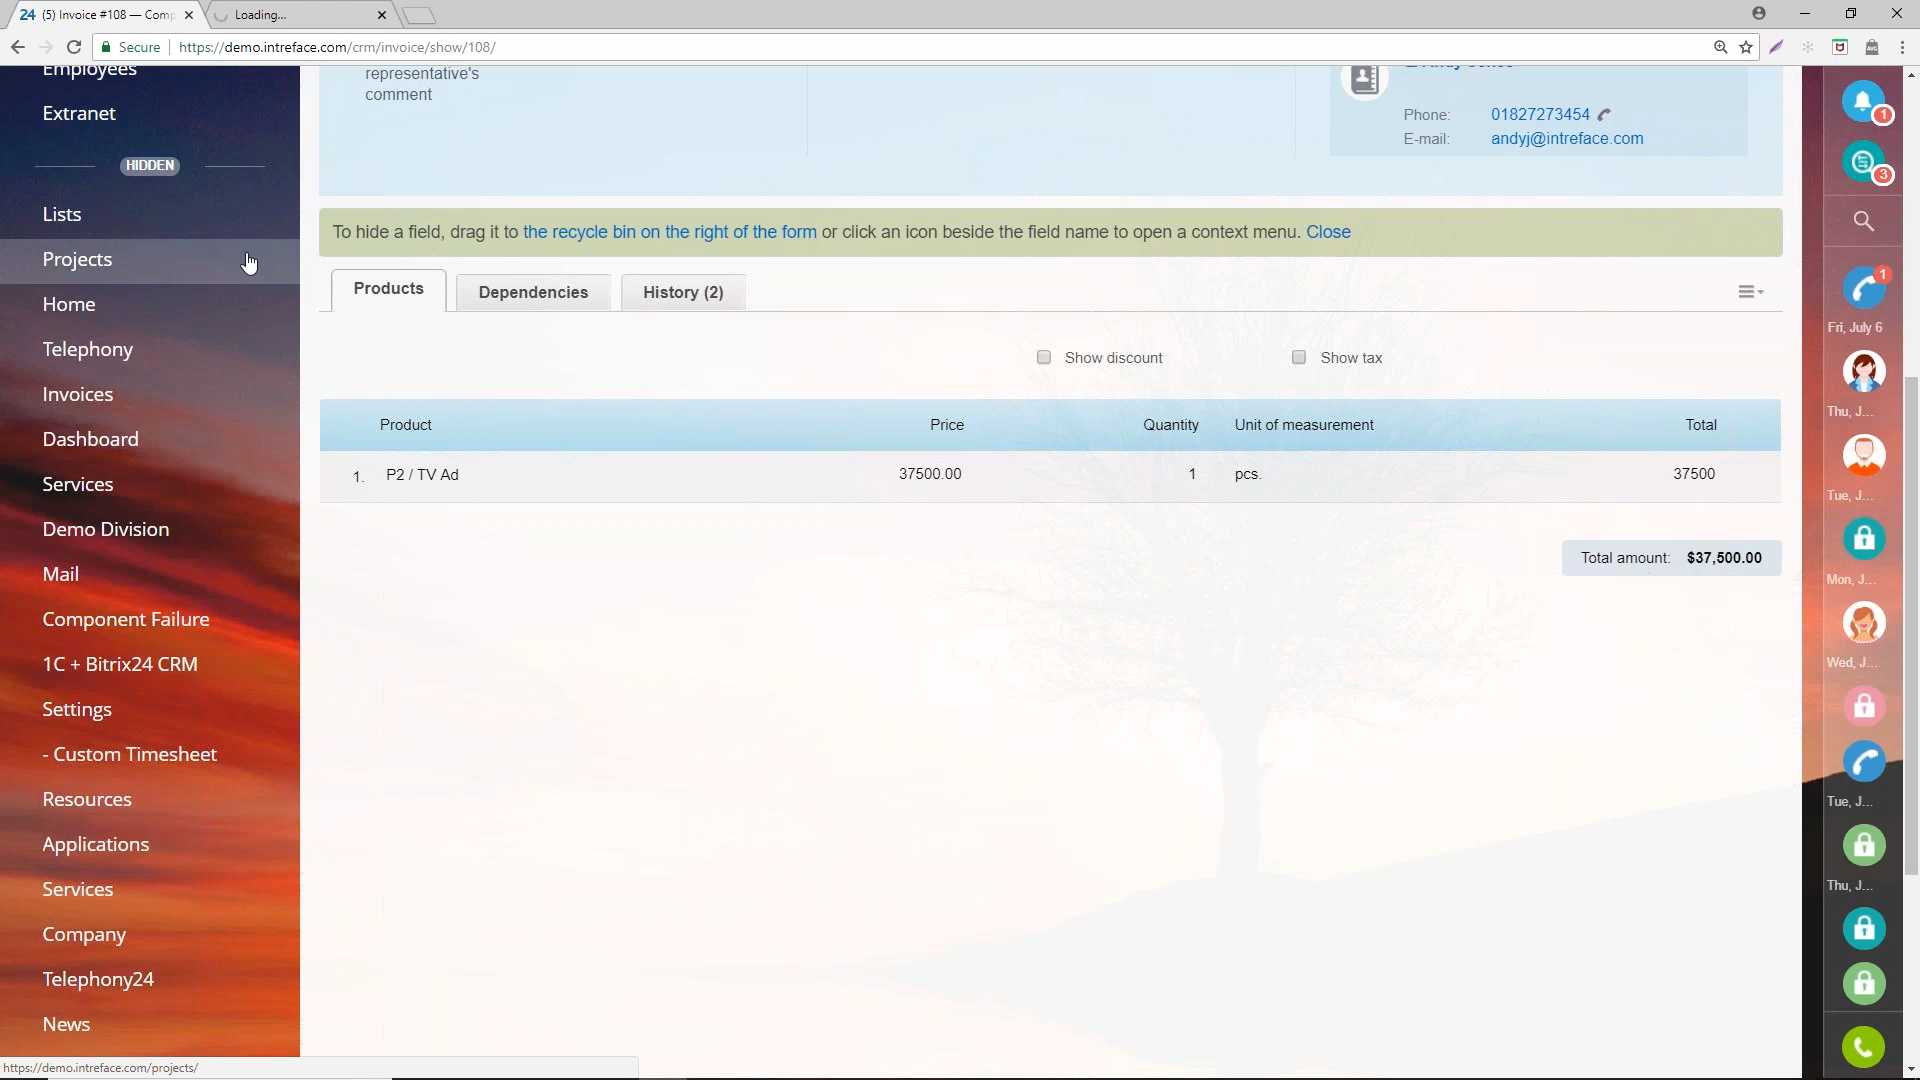 24 (5) Invoice #108 — Comp
Loading...
Secure
https://demo.intreface.com/crm/invoice/show/108/
Employees
Extranet
HIDDEN
Lists
Projects
Home
Telephony
Invoices
Dashboard
Services
Demo Division
Mail
Component Failure
1C + Bitrix24 CRM
Settings
- Custom Timesheet
Resources
Applications
Services
Company
Telephony24
News
https://demo.intreface.com/projects/
representative's
comment
Phone: 01827273454
E-mail: andyj@intreface.com
To hide a field, drag it to the recycle bin on the right of the form or click an icon beside the field name to open a context menu. Close
Products
Dependencies
History (2)
Show discount
Show tax
Product Price Quantity Unit of measurement Total
1. P2 / TV Ad 37500.00 1 pcs. 37500
Total amount: $37,500.00
1
3
1
Fri, July 6
Thu, J...
Tue, J...
Mon, J...
Wed, J...
Tue, J...
Thu, J...